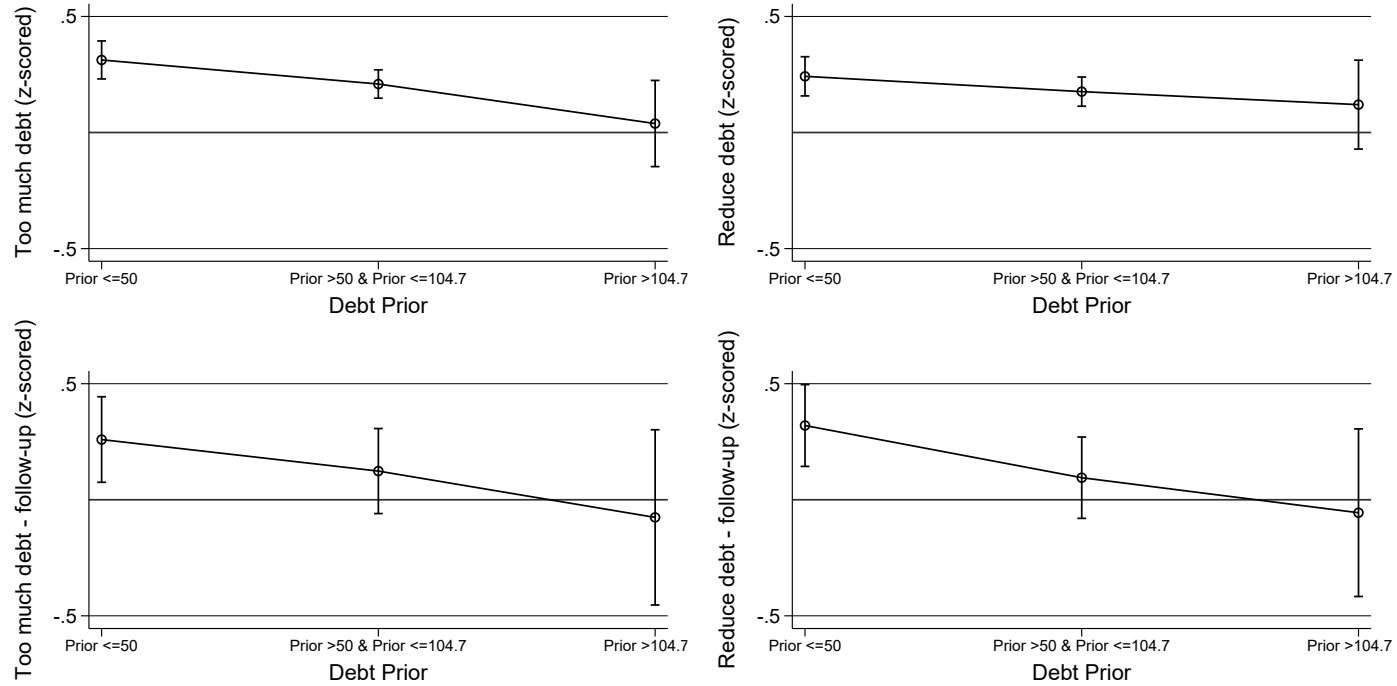 Too much debt (z-scored)
.5
-.5
Prior <=50
Prior >50 & Prior <=104.7
Prior >104.7
Debt Prior
Reduce debt (z-scored)
.5
-.5
Prior <=50
Prior >50 & Prior <=104.7
Prior >104.7
Debt Prior
Too much debt - follow-up (z-scored)
.5
-.5
Prior <=50
Prior >50 & Prior <=104.7
Prior >104.7
Debt Prior
Reduce debt - follow-up (z-scored)
.5
-.5
Prior <=50
Prior >50 & Prior <=104.7
Prior >104.7
Debt Prior